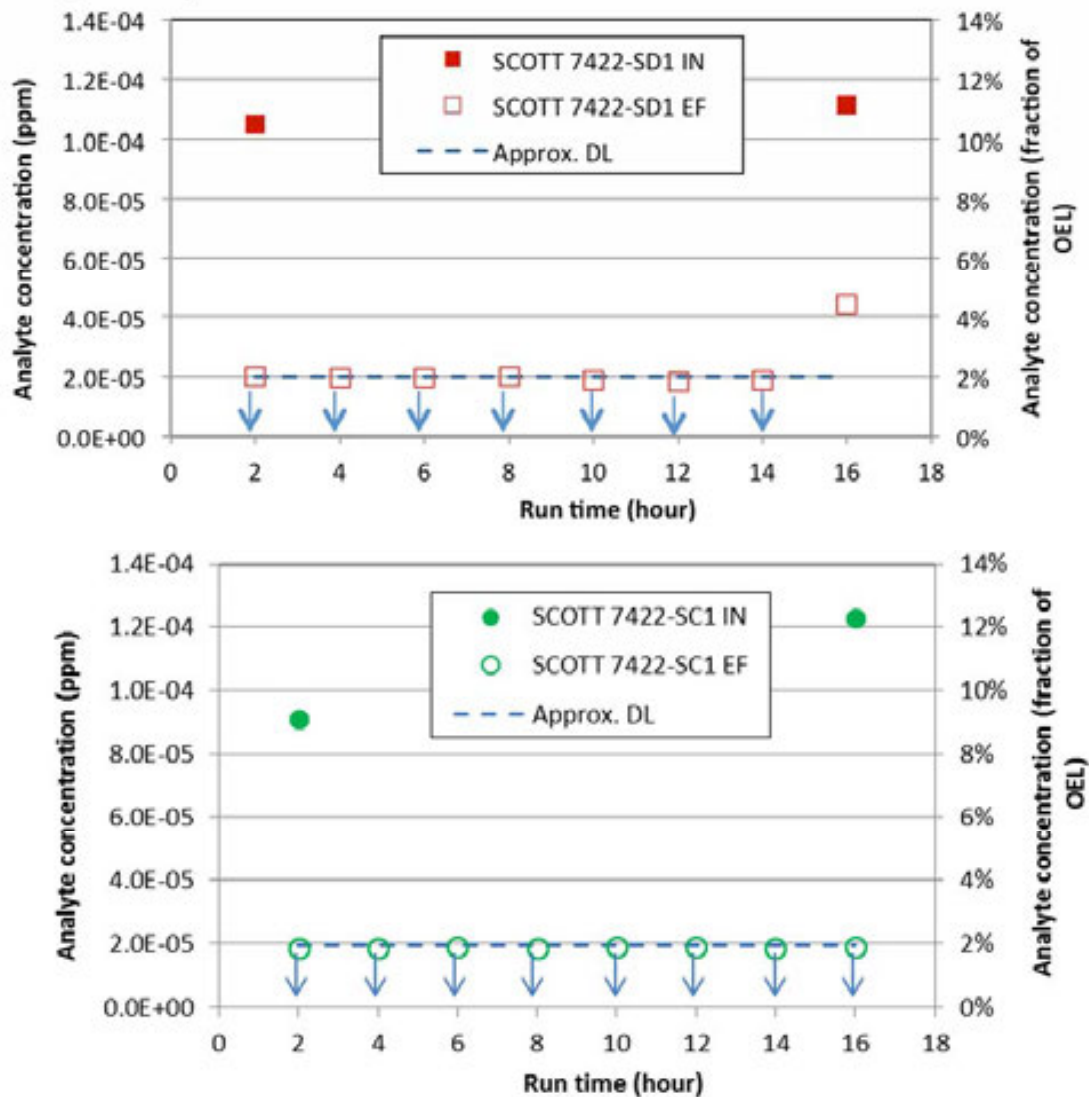 1.4E-04
1.2E-04
1.0E-04
8.0E-05
6.0E-05
4.0E-05
2.0E-05
0.0E+00
Analyte concentration (ppm)
SCOTT 7422-SD1 IN
SCOTT 7422-SD1 EF
Approx. DL
14%
12%
10%
8%
6%
4%
2%
0%
Analyte concentration (fraction of
OEL)
0 2 4 6 8 10 12 14 16 18
Run time (hour)
1.4E-04
1.2E-04
1.0E-04
8.0E-05
6.0E-05
4.0E-05
2.0E-05
0.0E+00
Analyte concentration (ppm)
SCOTT 7422-SC1 IN
SCOTT 7422-SC1 EF
Approx. DL
14%
12%
10%
8%
6%
4%
2%
0%
Analyte concentration (fraction of
OEL)
0 2 4 6 8 10 12 14 16 18
Run time (hour)